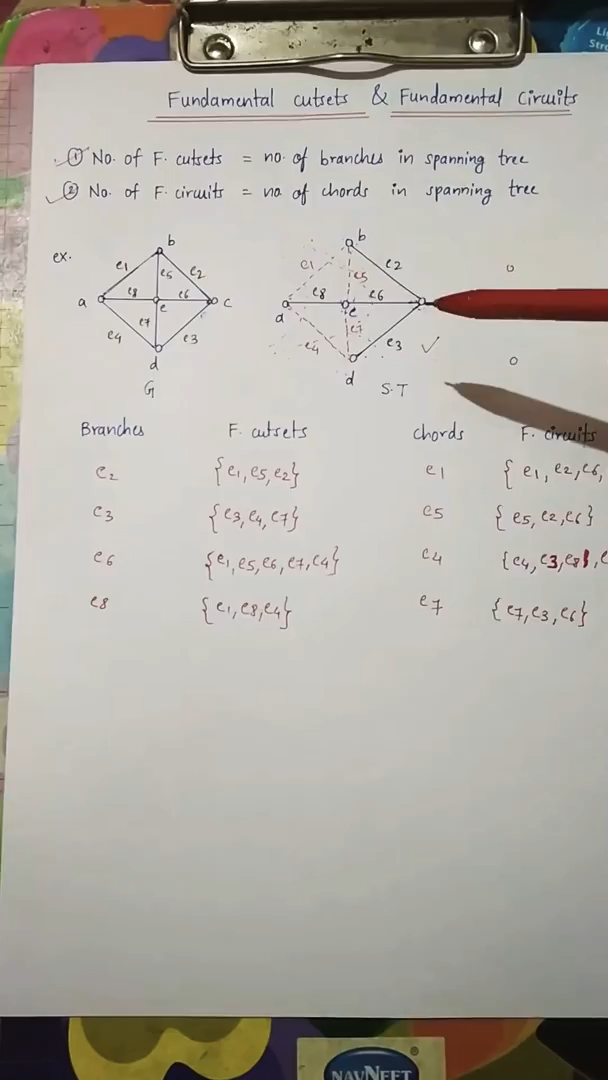 Fundamental cutsets & Fundamental Circuits
① No. of F. cutsets = no. of branches in spanning tree
② No. of F. circuits = no of chords in spanning tree
ex.
b
e1
e5
e2
a
e8
e6
e
c
e7
e4
e3
d
G
b
e1
e5
e2
e8
e6
a
e
e7
e4
e3
d
S.T
Branches F. cutsets chords F. circuits
e2 {e1, e5, e2} e1 { e1, e2, e6,
e3 {e3, e4, e7} e5 { e5, e2, e6}
e6 {e1, e5, e6, e7, e4} e4 {e4, e3, e8
e8 {e1, e8, e4} e7 {e7, e3, e6}
NAVNEET